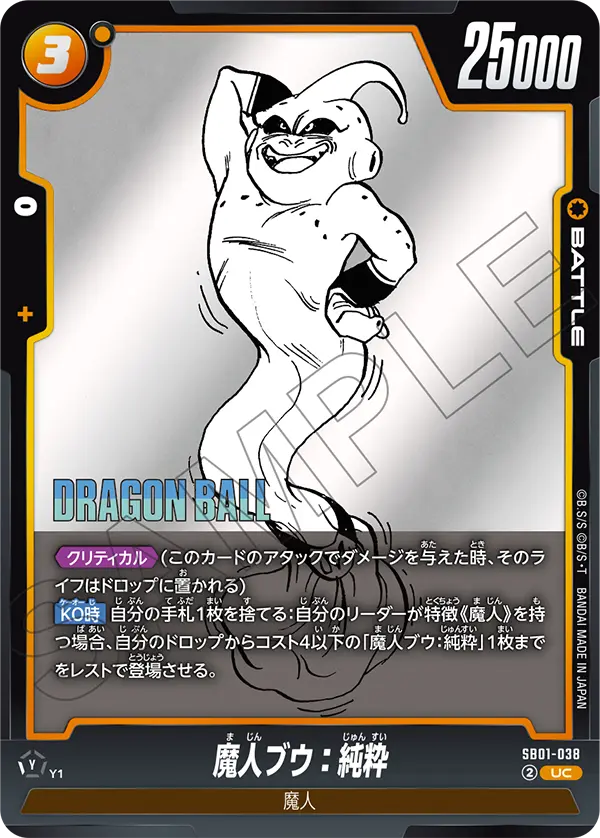 3
25000
0
+
BATTLE
SAMPLE
DRAGON BALL
クリティカル (このカードのアタックでダメージを与えた時、そのラ
イフはドロップに置かれる)
KO時 自分の手札1枚を捨てる:自分のリーダーが特徴《魔人》を持
つ場合、自分のドロップからコスト4以下の「魔人ブウ:純粋」1枚まで
をレストで登場させる。
©B.S/S ©B/S・T BANDAI MADE IN JAPAN
Y Y1
魔人ブウ:純粋
SB01-038
2 UC
魔人